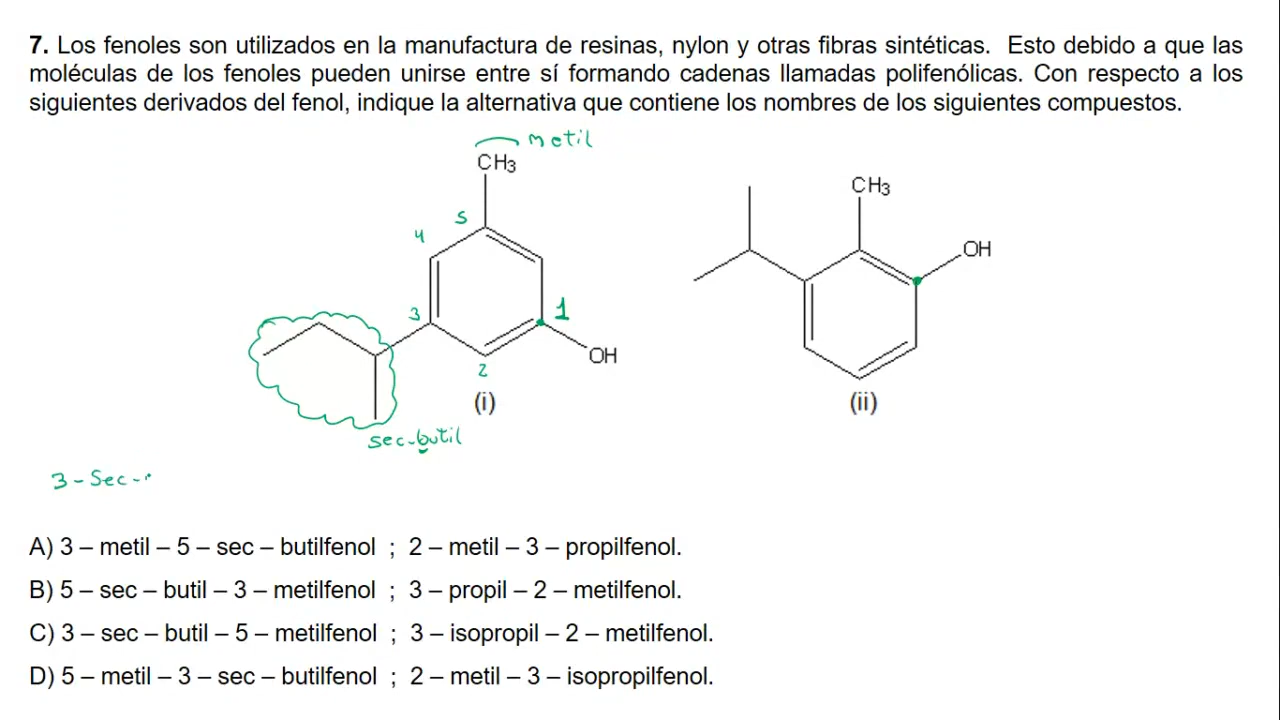 7. Los fenoles son utilizados en la manufactura de resinas, nylon y otras fibras sintéticas. Esto debido a que las
moléculas de los fenoles pueden unirse entre sí formando cadenas llamadas polifenólicas. Con respecto a los
siguientes derivados del fenol, indique la alternativa que contiene los nombres de los siguientes compuestos.
metil
CH3
CH3
5
4
OH
3
1
OH
2
(i)
(ii)
sec-butil
3-Sec-
A) 3 – metil – 5 – sec – butilfenol ; 2 – metil – 3 – propilfenol.
B) 5 – sec – butil – 3 – metilfenol ; 3 – propil – 2 – metilfenol.
C) 3 – sec – butil – 5 – metilfenol ; 3 – isopropil – 2 – metilfenol.
D) 5 – metil – 3 – sec – butilfenol ; 2 – metil – 3 – isopropilfenol.